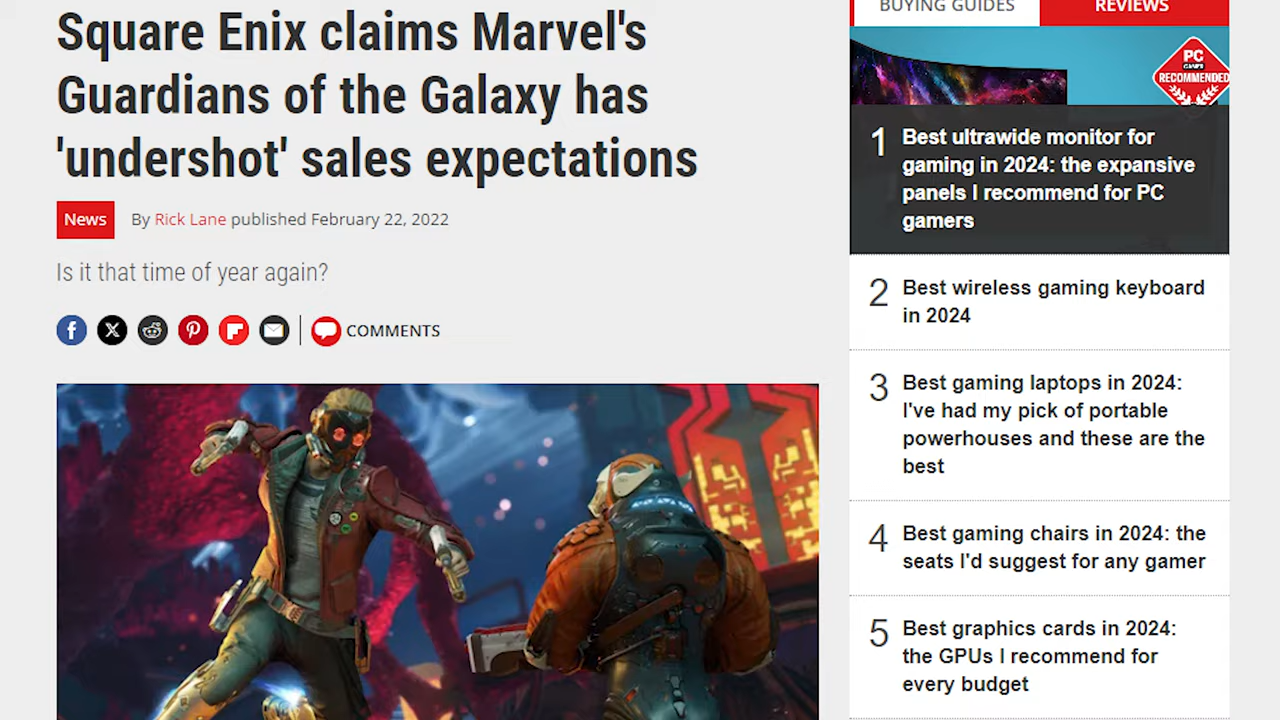 Square Enix claims Marvel's
Guardians of the Galaxy has
'undershot' sales expectations
News
By Rick Lane published February 22, 2022
Is it that time of year again?
COMMENTS
BUYING GUIDES
REVIEWS
PC
GAMER
RECOMMENDED
1
Best ultrawide monitor for
gaming in 2024: the expansive
panels I recommend for PC
gamers
2
Best wireless gaming keyboard
in 2024
3
Best gaming laptops in 2024:
I've had my pick of portable
powerhouses and these are the
best
4
Best gaming chairs in 2024: the
seats I'd suggest for any gamer
5
Best graphics cards in 2024:
the GPUs I recommend for
every budget